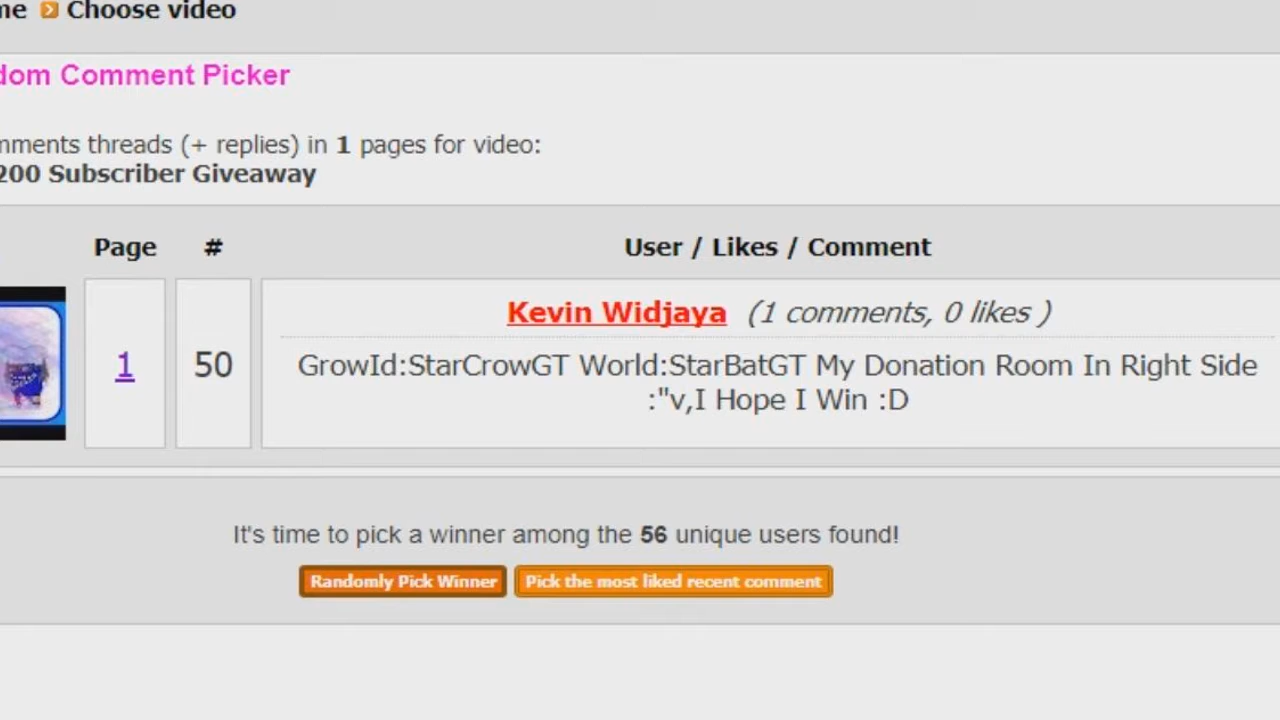 me Choose video
dom Comment Picker
mments threads (+ replies) in 1 pages for video:
200 Subscriber Giveaway
Page # User / Likes / Comment
Kevin Widjaya (1 comments, 0 likes )
1 50 GrowId:StarCrowGT World:StarBatGT My Donation Room In Right Side
:"v,I Hope I Win :D
It's time to pick a winner among the 56 unique users found!
Randomly Pick Winner Pick the most liked recent comment